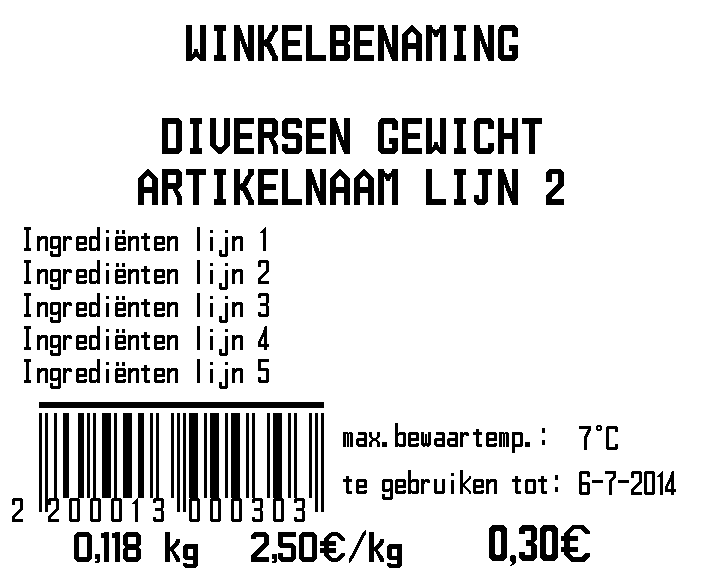 WINKELBENAMING
DIVERSEN GEWICHT
ARTIKELNAAM LIJN 2
Ingrediënten lijn 1
Ingrediënten lijn 2
Ingrediënten lijn 3
Ingrediënten lijn 4
Ingrediënten lijn 5
max.bewaartemp.: 7°C
te gebruiken tot: 6-7-2014
2 200013 000303
0,118 kg 2,50€/kg 0,30€